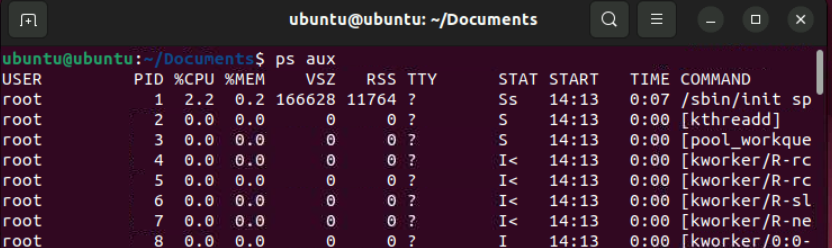 ubuntu@ubuntu: ~/Documents
ubuntu@ubuntu:~/Documents$ ps aux
USER         PID %CPU %MEM    VSZ   RSS TTY      STAT START   TIME COMMAND
root           1  2.2  0.2 166628 11764 ?        Ss   14:13   0:07 /sbin/init sp
root           2  0.0  0.0      0     0 ?        S    14:13   0:00 [kthreadd]
root           3  0.0  0.0      0     0 ?        S    14:13   0:00 [pool_workque
root           4  0.0  0.0      0     0 ?        I<   14:13   0:00 [kworker/R-rc
root           5  0.0  0.0      0     0 ?        I<   14:13   0:00 [kworker/R-rc
root           6  0.0  0.0      0     0 ?        I<   14:13   0:00 [kworker/R-sl
root           7  0.0  0.0      0     0 ?        I<   14:13   0:00 [kworker/R-ne
root           8  0.0  0.0      0     0 ?        I    14:13   0:00 [kworker/0:0-